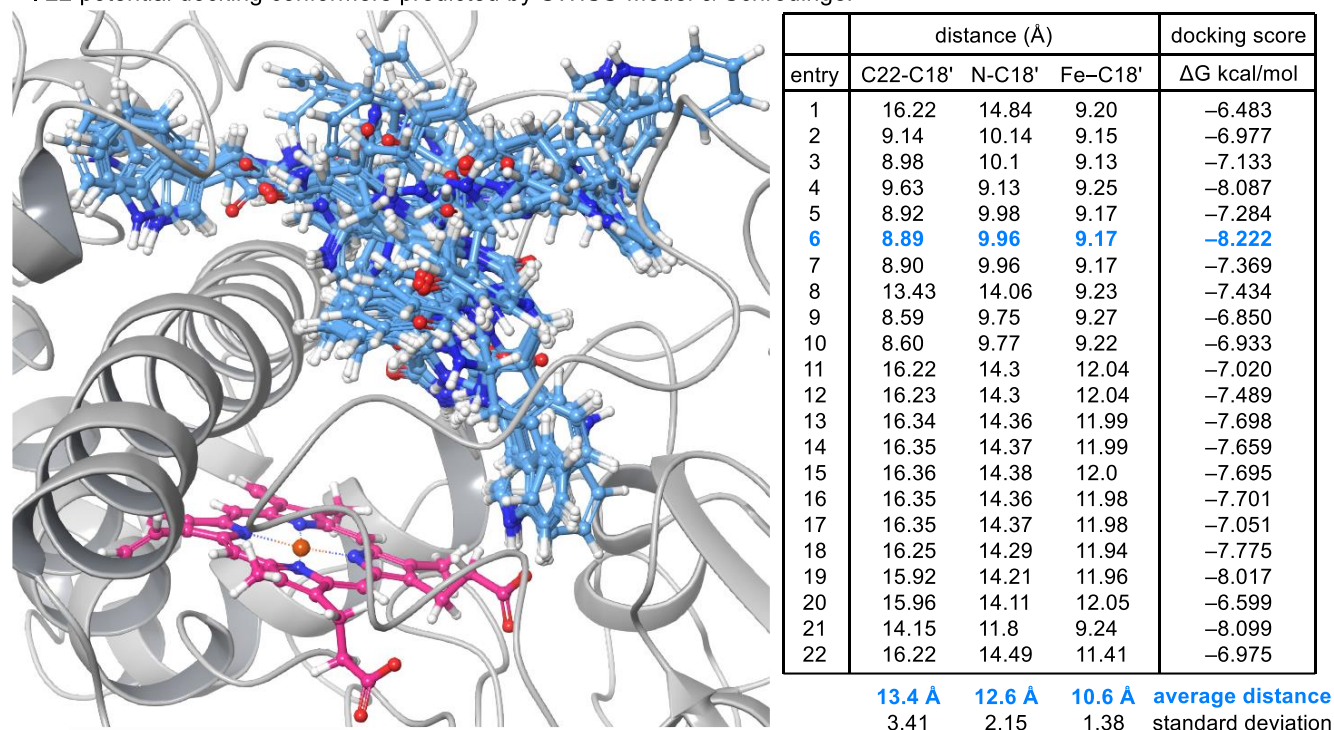 distance (Å) docking score
entry C22-C18' N-C18' Fe–C18' ΔG kcal/mol
1 16.22 14.84 9.20 –6.483
2 9.14 10.14 9.15 –6.977
3 8.98 10.1 9.13 –7.133
4 9.63 9.13 9.25 –8.087
5 8.92 9.98 9.17 –7.284
6 8.89 9.96 9.17 –8.222
7 8.90 9.96 9.17 –7.369
8 13.43 14.06 9.23 –7.434
9 8.59 9.75 9.27 –6.850
10 8.60 9.77 9.22 –6.933
11 16.22 14.3 12.04 –7.020
12 16.23 14.3 12.04 –7.489
13 16.34 14.36 11.99 –7.698
14 16.35 14.37 11.99 –7.659
15 16.36 14.38 12.0 –7.695
16 16.35 14.36 11.98 –7.701
17 16.35 14.37 11.98 –7.051
18 16.25 14.29 11.94 –7.775
19 15.92 14.21 11.96 –8.017
20 15.96 14.11 12.05 –6.599
21 14.15 11.8 9.24 –8.099
22 16.22 14.49 11.41 –6.975
13.4 Å 12.6 Å 10.6 Å average distance
3.41 2.15 1.38 standard deviation